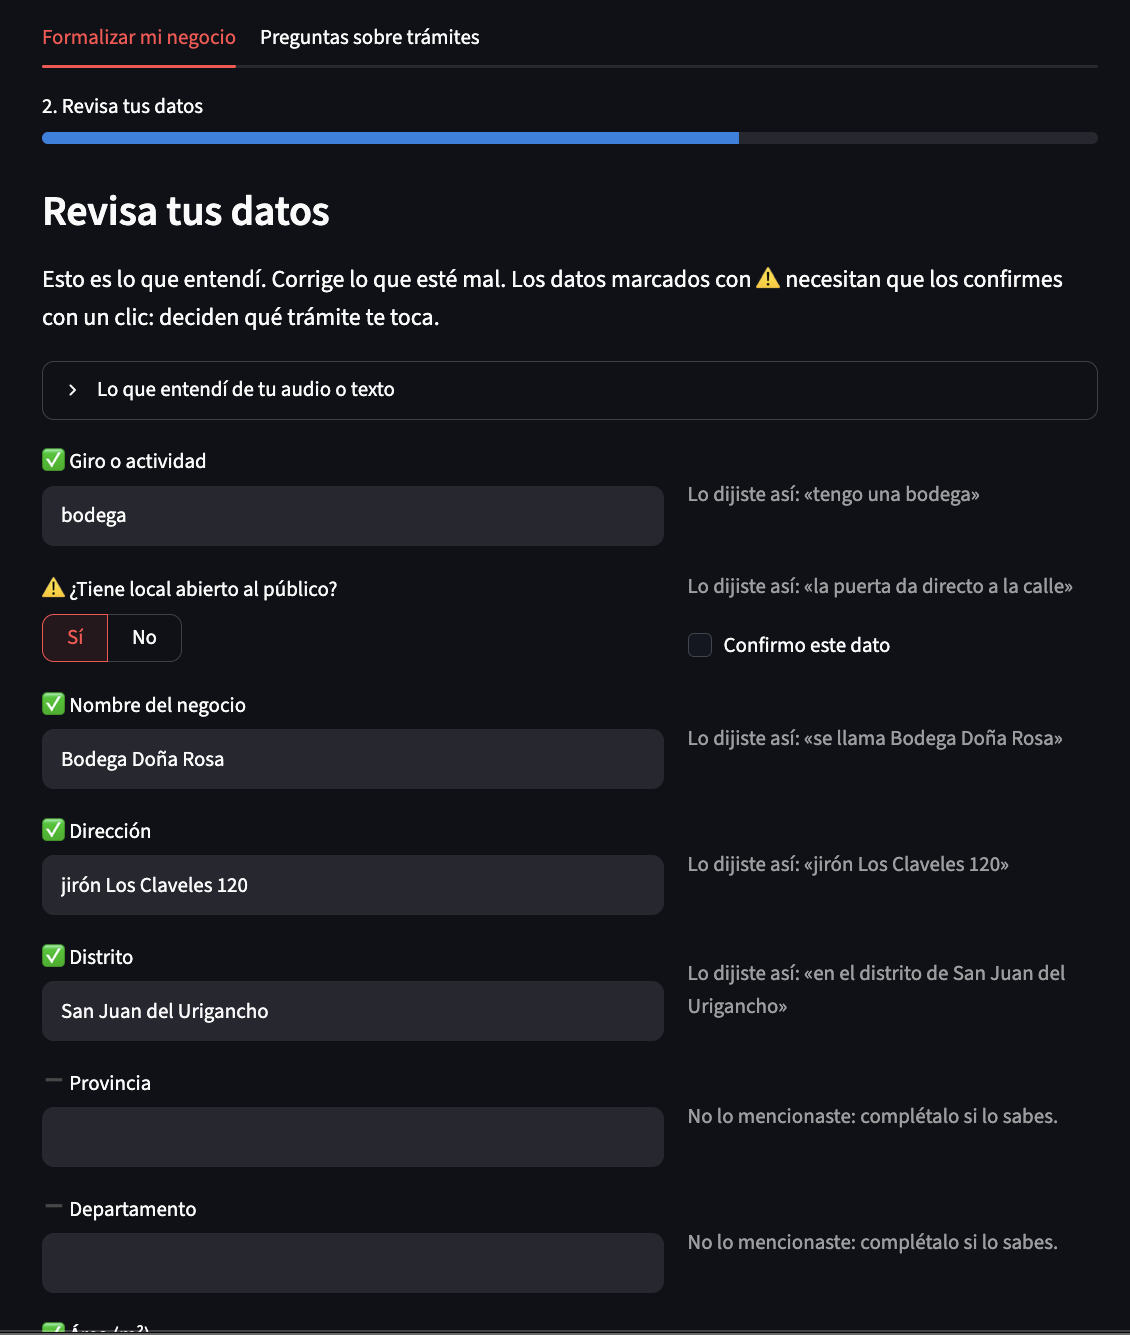 Formalizar mi negocio
Preguntas sobre trámites
2. Revisa tus datos
Revisa tus datos
Esto es lo que entendí. Corrige lo que esté mal. Los datos marcados con ⚠️ necesitan que los confirmes
con un clic: deciden qué trámite te toca.
Lo que entendí de tu audio o texto
✅ Giro o actividad
bodega
Lo dijiste así: «tengo una bodega»
⚠️ ¿Tiene local abierto al público?
Sí
No
Lo dijiste así: «la puerta da directo a la calle»
Confirmo este dato
✅ Nombre del negocio
Bodega Doña Rosa
Lo dijiste así: «se llama Bodega Doña Rosa»
✅ Dirección
jirón Los Claveles 120
Lo dijiste así: «jirón Los Claveles 120»
✅ Distrito
San Juan del Urigancho
Lo dijiste así: «en el distrito de San Juan del
Urigancho»
➖ Provincia
No lo mencionaste: complétalo si lo sabes.
➖ Departamento
No lo mencionaste: complétalo si lo sabes.
✅ Área (m²)